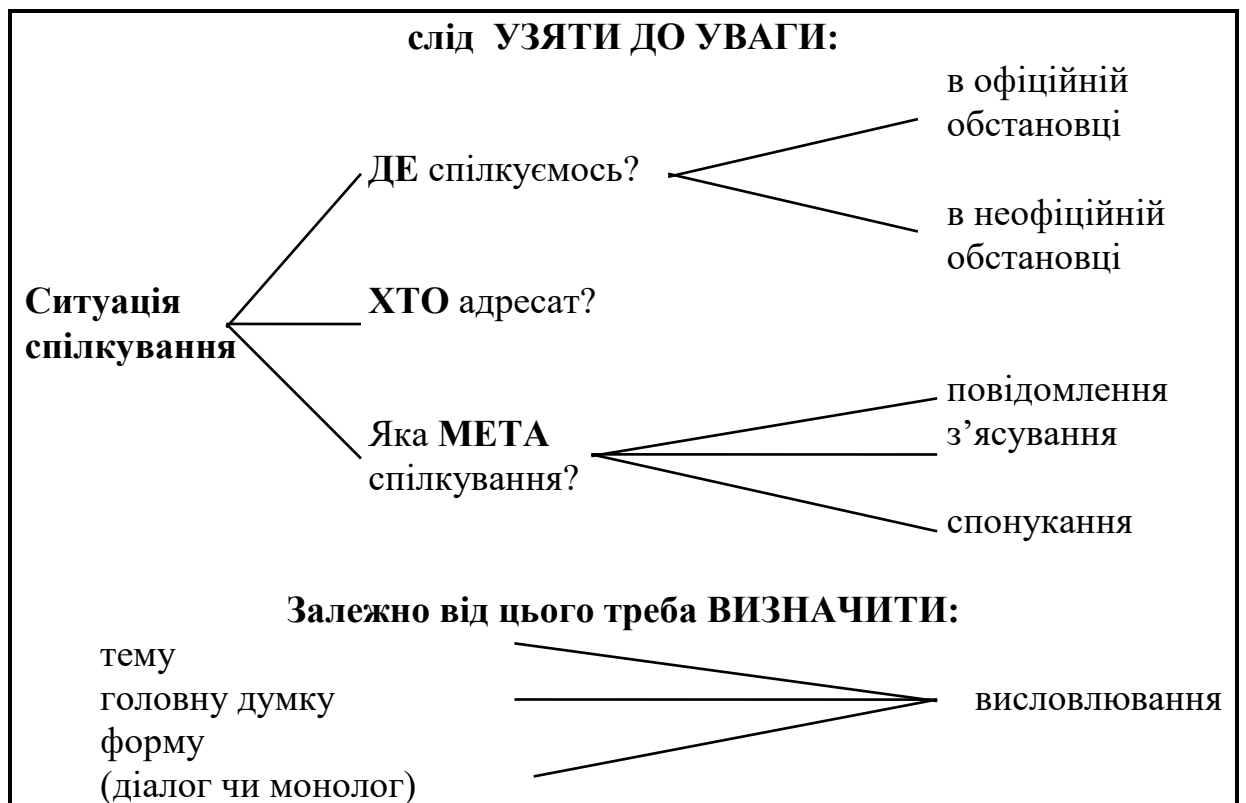 слід УЗЯТИ ДО УВАГИ:
в офіційній
обстановці
ДЕ спілкуємось?
в неофіційній
обстановці
Ситуація
спілкування
ХТО адресат?
Яка МЕТА
спілкування?
повідомлення
з’ясування
спонукання
Залежно від цього треба ВИЗНАЧИТИ:
тему
головну думку
форму
(діалог чи монолог)
висловлювання